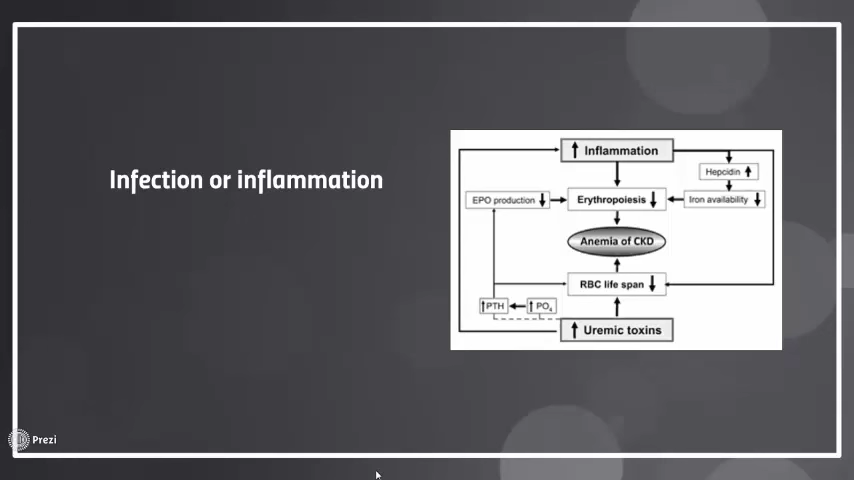 Infection or inflammation
↑ Inflammation
Hepcidin ↑
EPO production ↓
Erythropoiesis ↓
Iron availability ↓
Anemia of CKD
RBC life span ↓
↑PTH
↑PO4
↑ Uremic toxins
Prezi